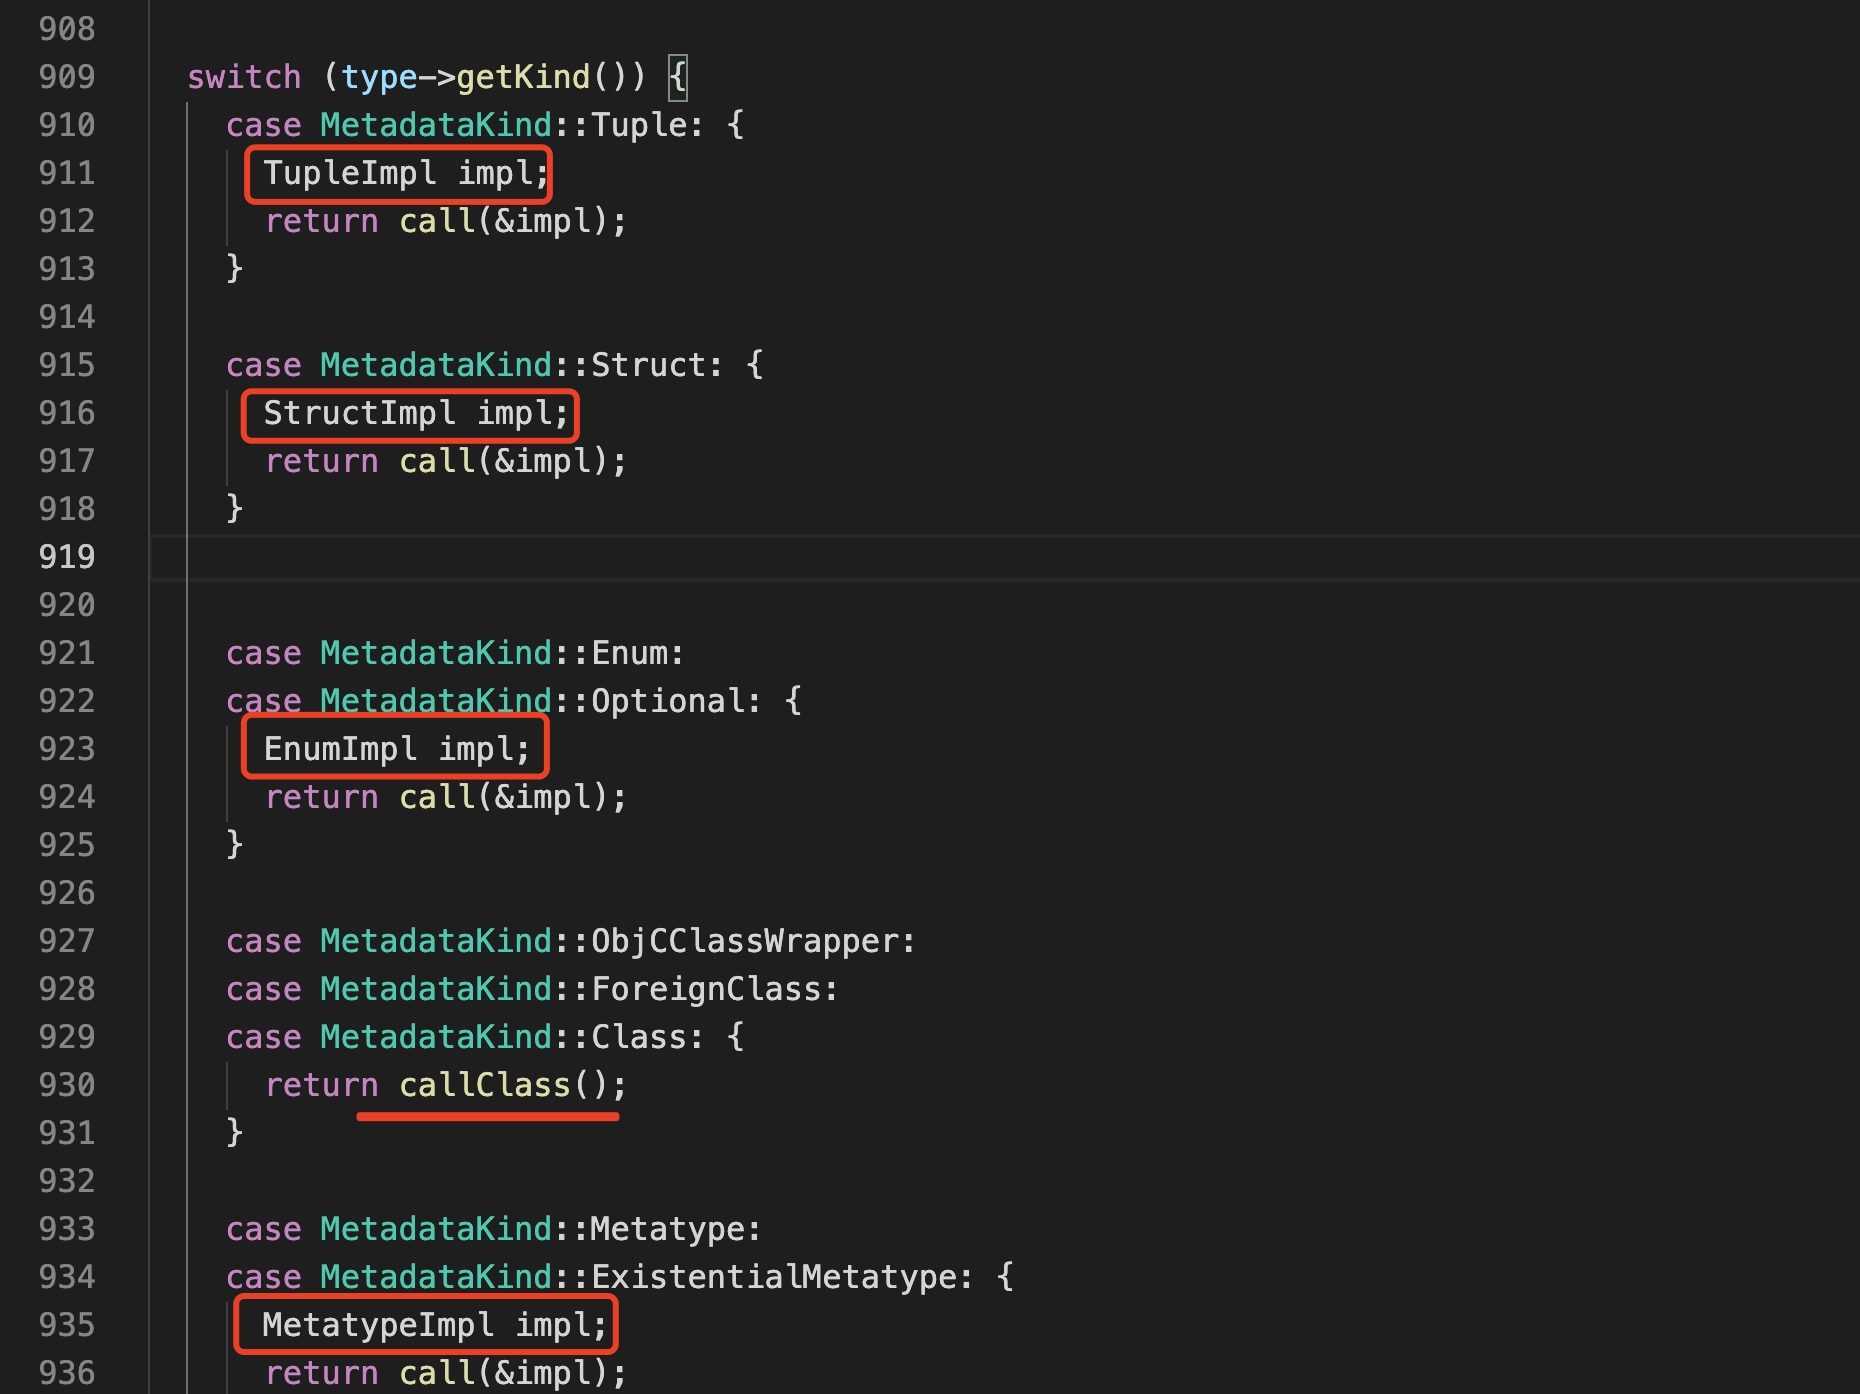 908
909 switch (type->getKind()) {
910 case MetadataKind::Tuple: {
911 TupleImpl impl;
912 return call(&impl);
913 }
914
915 case MetadataKind::Struct: {
916 StructImpl impl;
917 return call(&impl);
918 }
919
920
921 case MetadataKind::Enum:
922 case MetadataKind::Optional: {
923 EnumImpl impl;
924 return call(&impl);
925 }
926
927 case MetadataKind::ObjCClassWrapper:
928 case MetadataKind::ForeignClass:
929 case MetadataKind::Class: {
930 return callClass();
931 }
932
933 case MetadataKind::Metatype:
934 case MetadataKind::ExistentialMetatype: {
935 MetatypeImpl impl;
936 return call(&impl);